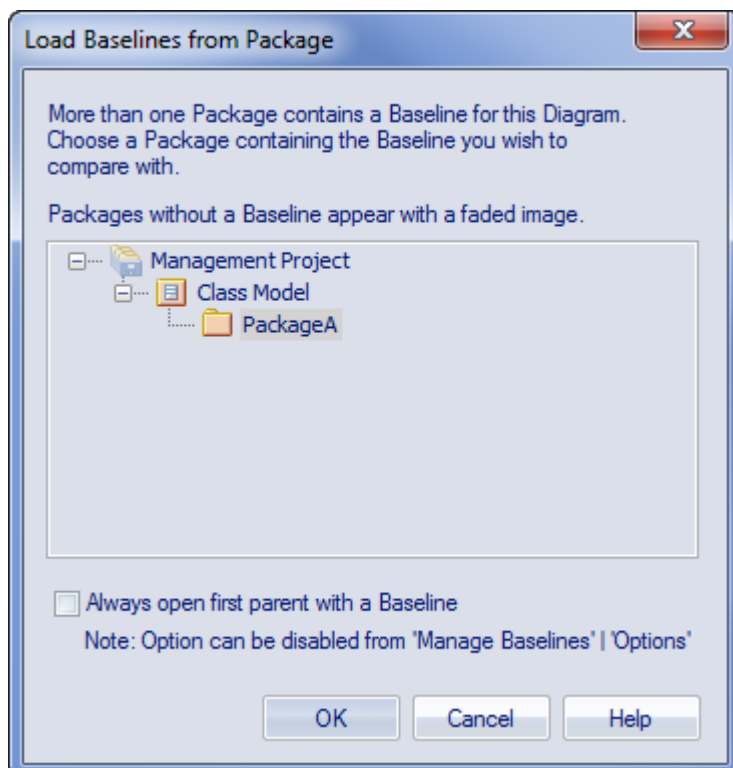 Load Baselines from Package
More than one Package contains a Baseline for this Diagram.
Choose a Package containing the Baseline you wish to
compare with.
Packages without a Baseline appear with a faded image.
Management Project
Class Model
PackageA
Always open first parent with a Baseline
Note: Option can be disabled from 'Manage Baselines' | 'Options'
OK Cancel Help